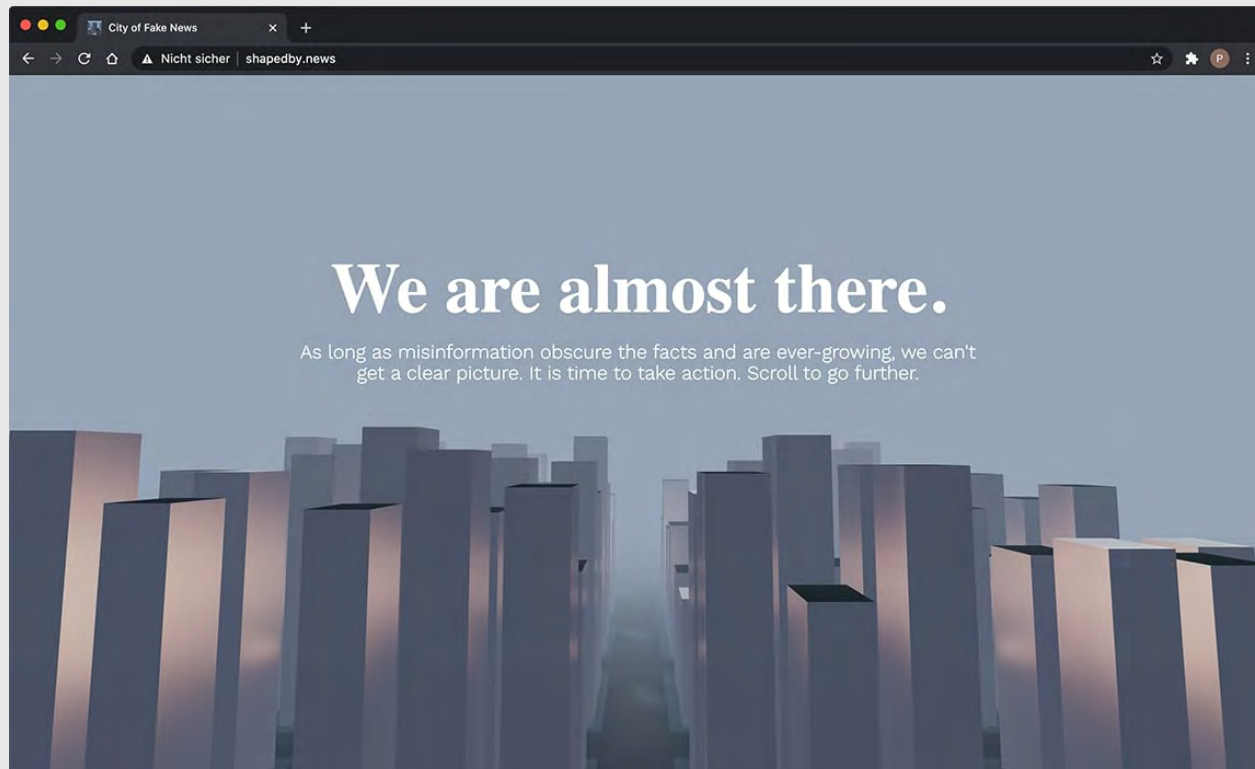 City of Fake News
Nicht sicher | shapedby.news
P
We are almost there.
As long as misinformation obscure the facts and are ever-growing, we can't
get a clear picture. It is time to take action. Scroll to go further.